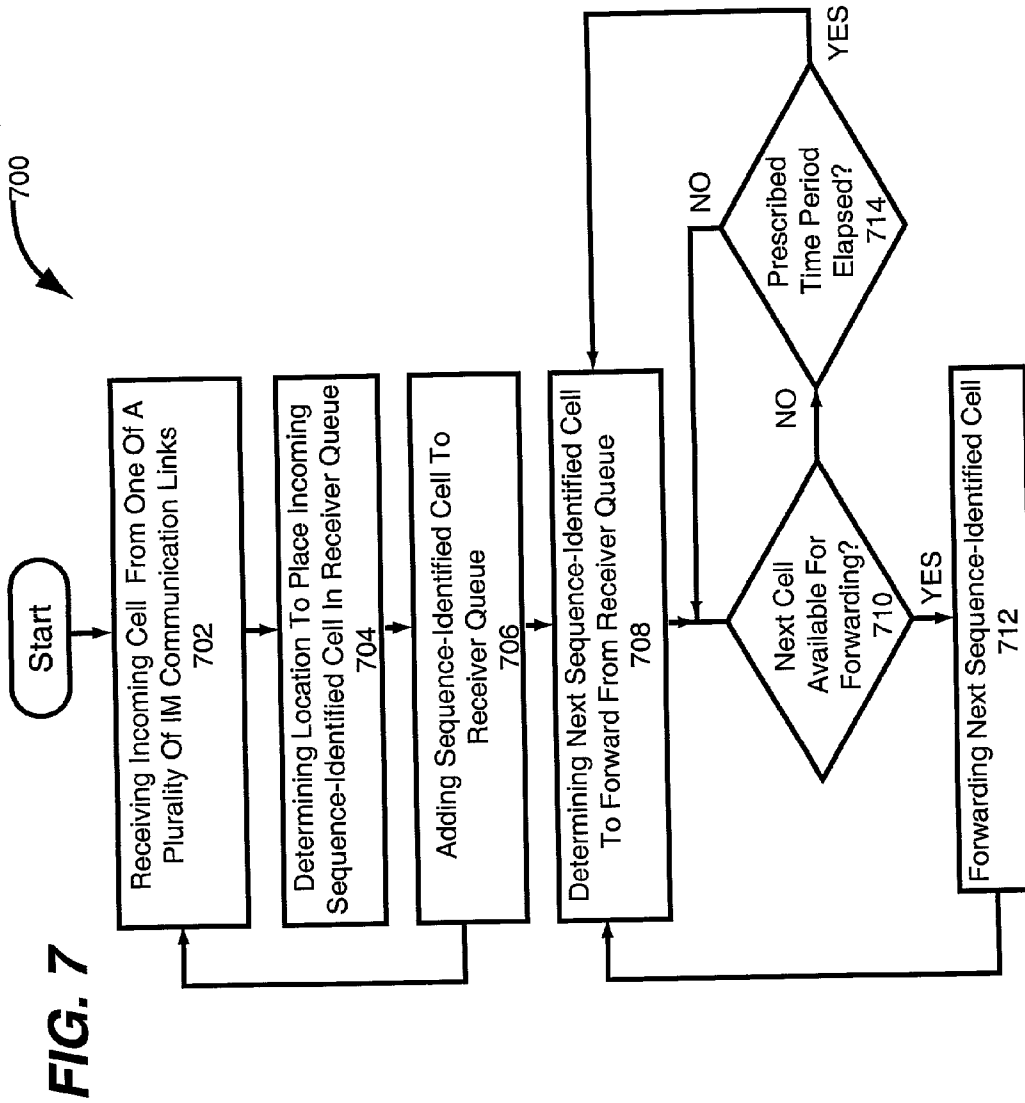 FIG. 7
700
Start
Receiving Incoming Cell From One Of A
Plurality Of IM Communication Links
702
Determining Location To Place Incoming
Sequence-Identified Cell In Receiver Queue
704
Adding Sequence-Identified Cell To
Receiver Queue
706
Determining Next Sequence-Identified Cell
To Forward From Receiver Queue
708
Next Cell
Available For
Forwarding?
710
NO
YES
Prescribed
Time Period
Elapsed?
714
NO
YES
Forwarding Next Sequence-Identified Cell
712